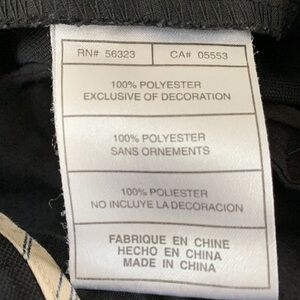 RN# 56323 CA# 05553
100% POLYESTER
EXCLUSIVE OF DECORATION
100% POLYESTER
SANS ORNEMENTS
100% POLIESTER
NO INCLUYE LA DECORACION
FABRIQUE EN CHINE
HECHO EN CHINA
MADE IN CHINA